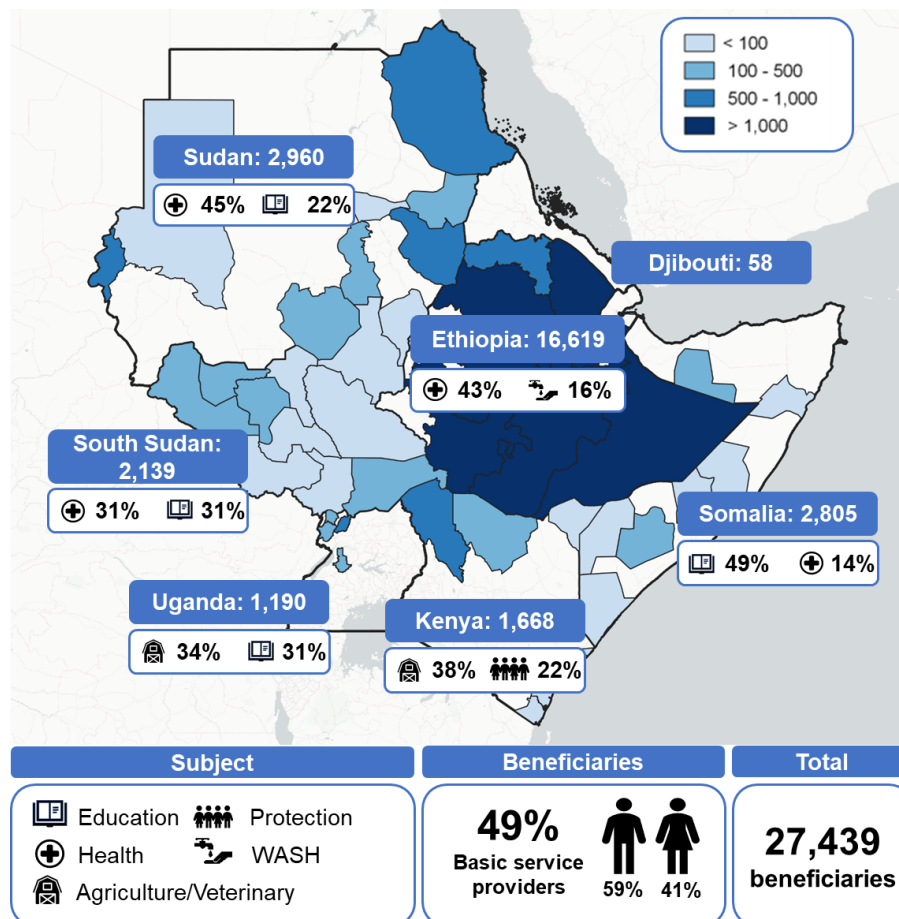 < 100
100 - 500
500 - 1,000
> 1,000
Sudan: 2,960
45% 22%
Djibouti: 58
Ethiopia: 16,619
43% 16%
South Sudan:
2,139
31% 31%
Somalia: 2,805
49% 14%
Uganda: 1,190
34% 31%
Kenya: 1,668
38% 22%
Subject
Education Protection
Health WASH
Agriculture/Veterinary
Beneficiaries
49%
Basic service
providers
59% 41%
Total
27,439
beneficiaries